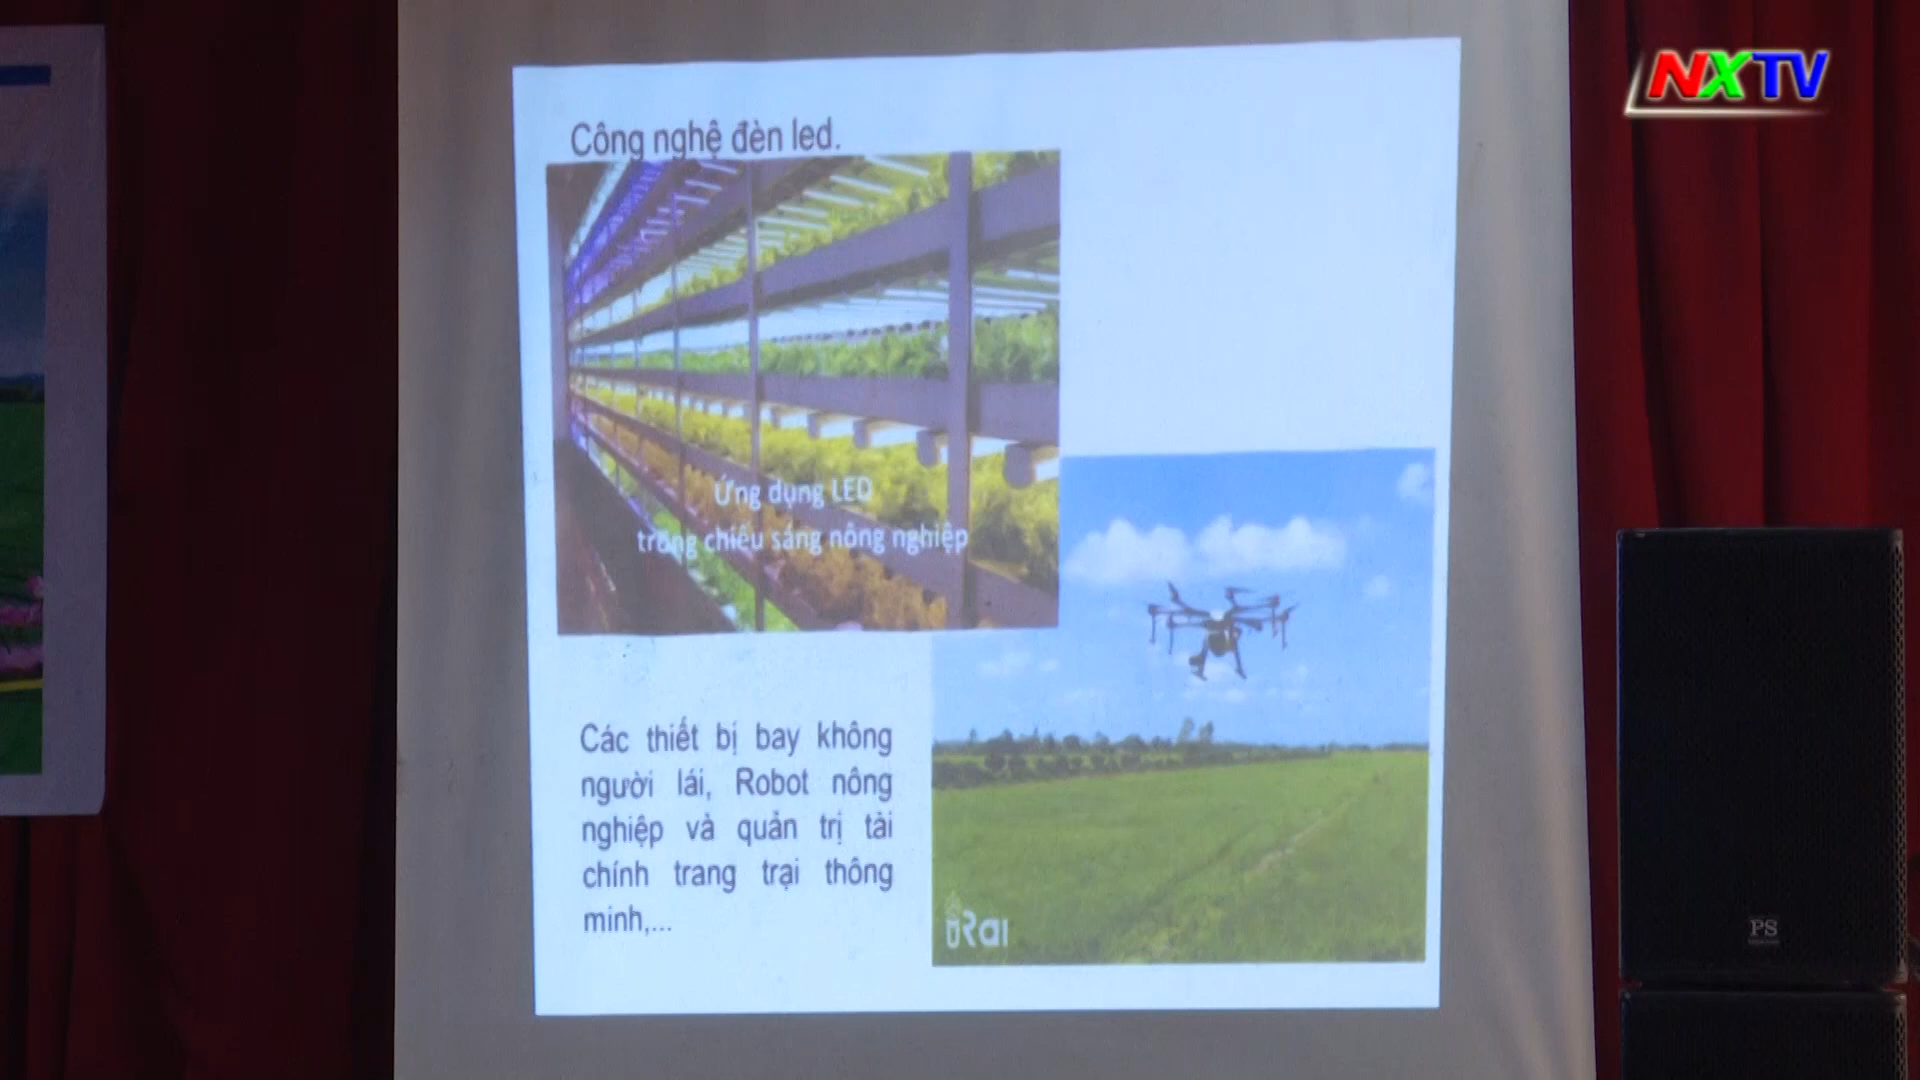 NXTV
Công nghệ đèn led.
Ứng dụng LED
trong chiếu sáng nông nghiệp
Các thiết bị bay không
người lái, Robot nông
nghiệp và quản trị tài
chính trang trại thông
minh,...
Rai
PS